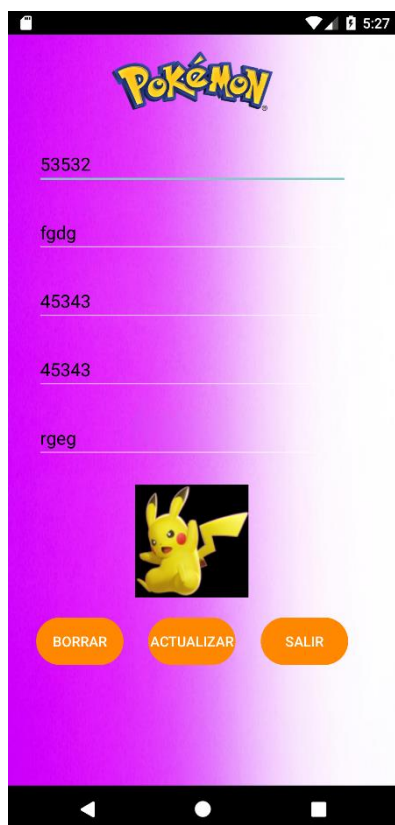 5:27
POKÉMON
53532
fgdg
45343
45343
rgeg
BORRAR
ACTUALIZAR
SALIR